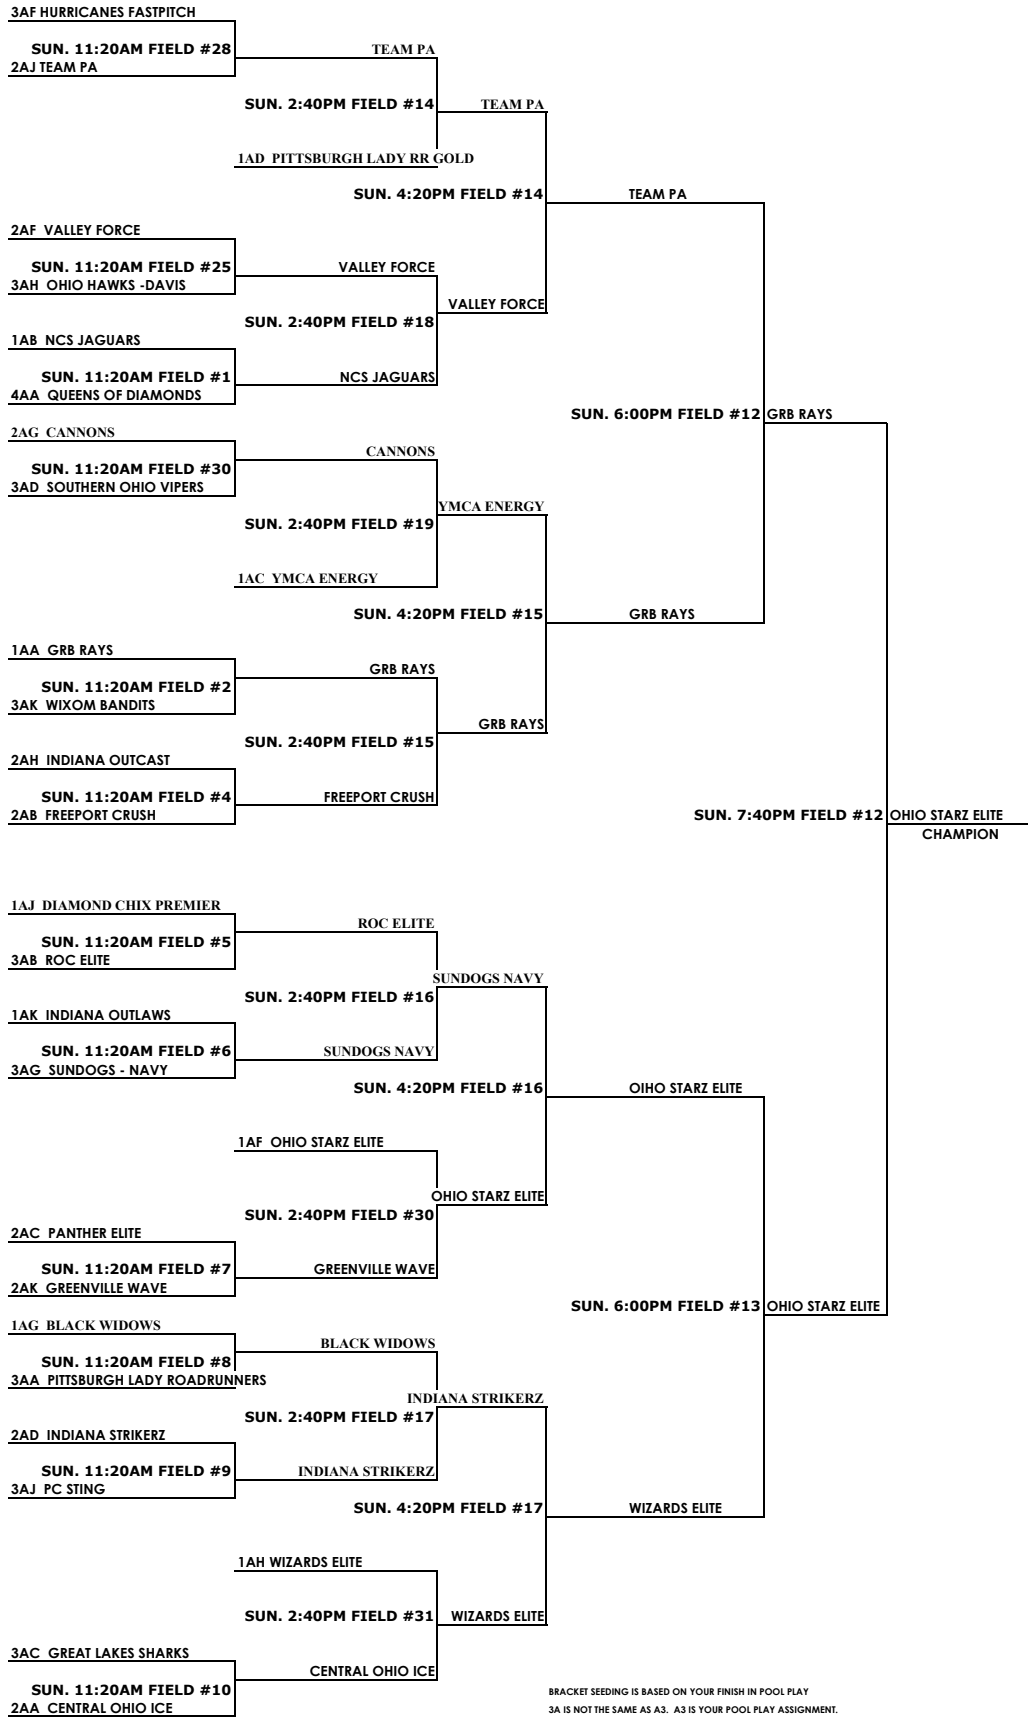 3AF HURRICANES FASTPITCH
SUN. 11:20AM FIELD #28
TEAM PA
2AJ TEAM PA
SUN. 2:40PM FIELD #14
TEAM PA
1AD PITTSBURGH LADY RR GOLD
SUN. 4:20PM FIELD #14
TEAM PA
2AF VALLEY FORCE
SUN. 11:20AM FIELD #25
VALLEY FORCE
3AH OHIO HAWKS -DAVIS
VALLEY FORCE
SUN. 2:40PM FIELD #18
1AB NCS JAGUARS
SUN. 11:20AM FIELD #1
NCS JAGUARS
4AA QUEENS OF DIAMONDS
SUN. 6:00PM FIELD #12
GRB RAYS
2AG CANNONS
CANNONS
SUN. 11:20AM FIELD #30
3AD SOUTHERN OHIO VIPERS
YMCA ENERGY
SUN. 2:40PM FIELD #19
1AC YMCA ENERGY
SUN. 4:20PM FIELD #15
GRB RAYS
1AA GRB RAYS
GRB RAYS
SUN. 11:20AM FIELD #2
3AK WIXOM BANDITS
GRB RAYS
SUN. 2:40PM FIELD #15
2AH INDIANA OUTCAST
SUN. 11:20AM FIELD #4
FREEPORT CRUSH
2AB FREEPORT CRUSH
SUN. 7:40PM FIELD #12
OHIO STARZ ELITE
CHAMPION
1AJ DIAMOND CHIX PREMIER
ROC ELITE
SUN. 11:20AM FIELD #5
3AB ROC ELITE
SUNDOGS NAVY
SUN. 2:40PM FIELD #16
1AK INDIANA OUTLAWS
SUN. 11:20AM FIELD #6
SUNDOGS NAVY
3AG SUNDOGS - NAVY
SUN. 4:20PM FIELD #16
OIHO STARZ ELITE
1AF OHIO STARZ ELITE
OHIO STARZ ELITE
SUN. 2:40PM FIELD #30
2AC PANTHER ELITE
SUN. 11:20AM FIELD #7
GREENVILLE WAVE
2AK GREENVILLE WAVE
SUN. 6:00PM FIELD #13
OHIO STARZ ELITE
1AG BLACK WIDOWS
BLACK WIDOWS
SUN. 11:20AM FIELD #8
3AA PITTSBURGH LADY ROADRUNNERS
INDIANA STRIKERZ
SUN. 2:40PM FIELD #17
2AD INDIANA STRIKERZ
SUN. 11:20AM FIELD #9
INDIANA STRIKERZ
3AJ PC STING
SUN. 4:20PM FIELD #17
WIZARDS ELITE
1AH WIZARDS ELITE
SUN. 2:40PM FIELD #31
WIZARDS ELITE
3AC GREAT LAKES SHARKS
CENTRAL OHIO ICE
SUN. 11:20AM FIELD #10
2AA CENTRAL OHIO ICE
BRACKET SEEDING IS BASED ON YOUR FINISH IN POOL PLAY
3A IS NOT THE SAME AS A3. A3 IS YOUR POOL PLAY ASSIGNMENT.